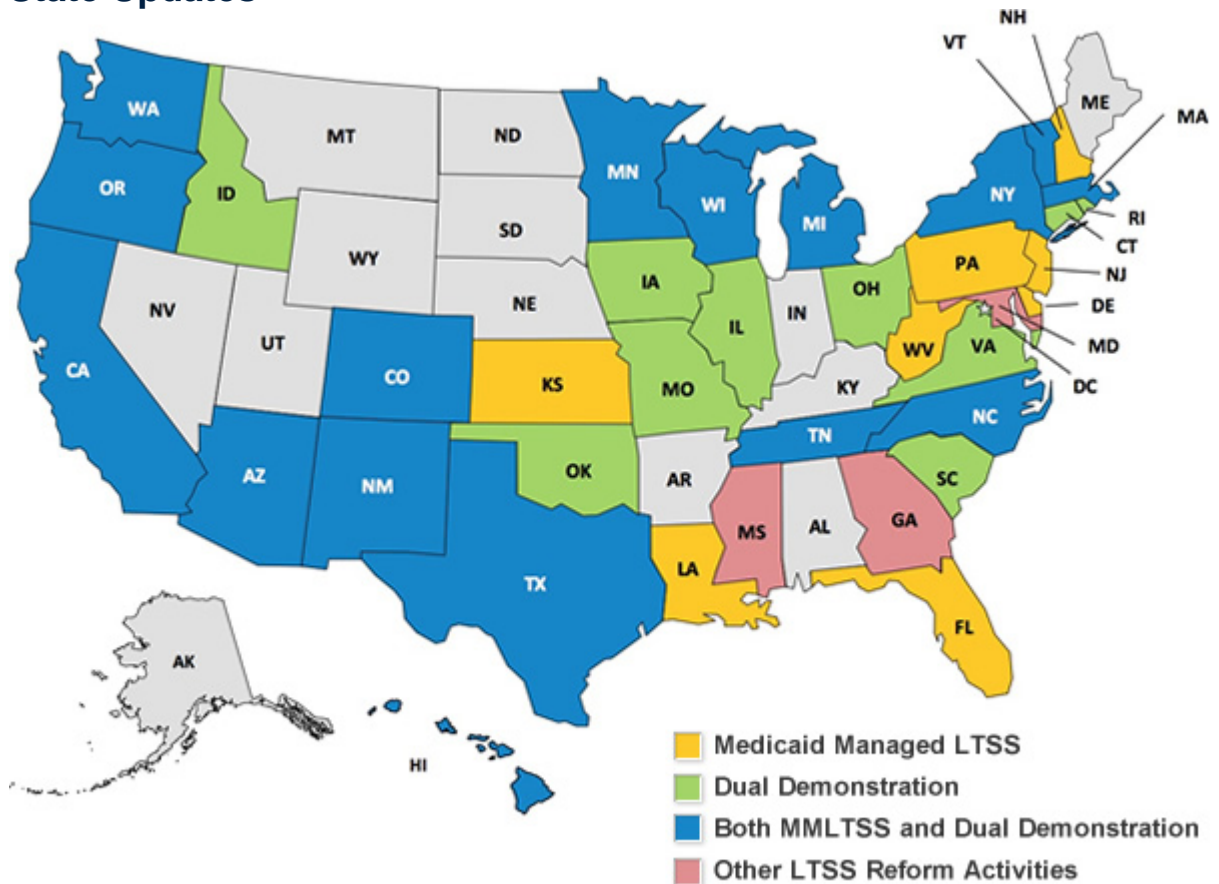 State Updates
NH
VT
ME
MA
WA
MT
ND
MN
OR
ID
WI
NY
SD
MI
RI
WY
CT
PA
NJ
IA
NE
OH
NV
IL
IN
DE
UT
WV
MD
CA
CO
VA
KS
MO
KY
DC
NC
TN
AZ
NM
OK
AR
SC
MS
AL
GA
LA
TX
FL
AK
HI
Medicaid Managed LTSS
Dual Demonstration
Both MMLTSS and Dual Demonstration
Other LTSS Reform Activities